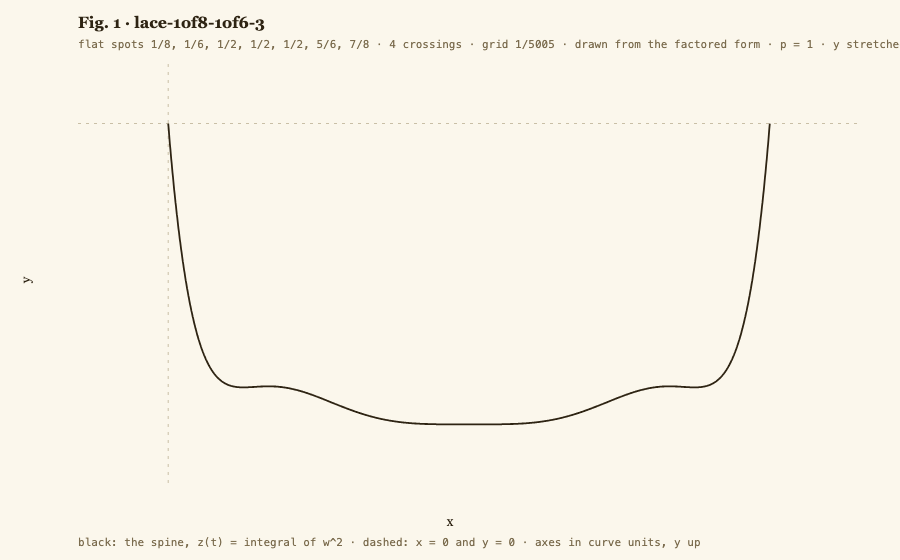 Fig. 1 · lace-1of8-1of6-3
flat spots 1/8, 1/6, 1/2, 1/2, 1/2, 5/6, 7/8 · 4 crossings · grid 1/5005 · drawn from the factored form · p = 1 · y stretche
y
x
black: the spine, z(t) = integral of w^2 · dashed: x = 0 and y = 0 · axes in curve units, y up